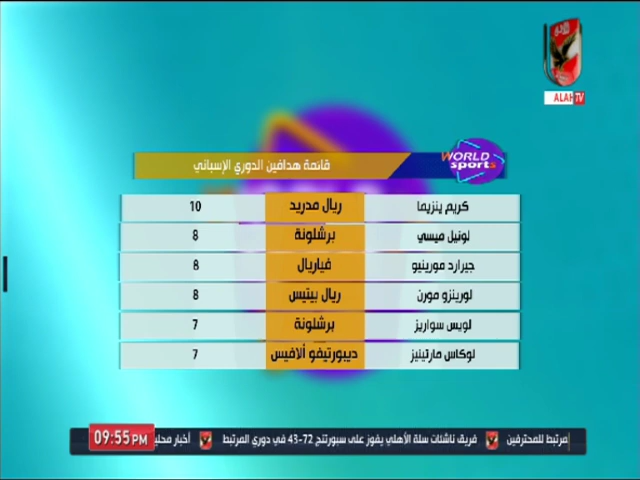 ALAHTV
WORLD
sports
قائمة هدافين الدوري الإسباني
كريم بنزيما ريال مدريد 10
لونيل ميسي برشلونة 8
جيرارد مورينيو فياريال 8
لورينزو مورن ريال بيتيس 8
لويس سواريز برشلونة 7
لوكاس مارتينيز ديبورتيفو ألافيس 7
مرتبط للمحترفين فريق ناشئات سلة الأهلي يفوز على سبورتنج 72-43 في دوري المرتبط أخبار محلي
09:55 PM